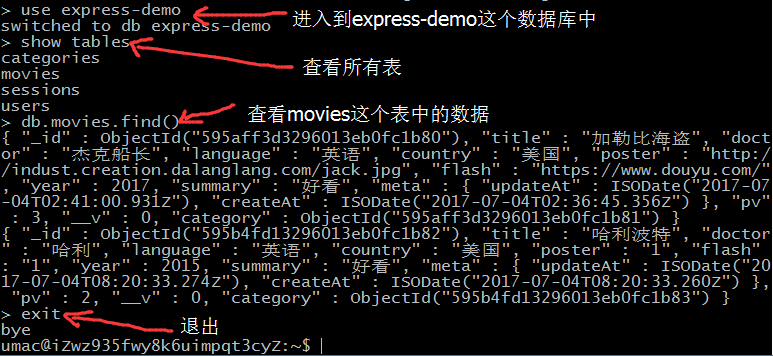 > use express-demo
进入到express-demo这个数据库中
switched to db express-demo
> show tables
categories
查看所有表
movies
sessions
users
> db.movies.find()
查看movies这个表中的数据
{ "_id" : ObjectId("595aff3d3296013eb0fc1b80"), "title" : "加勒比海盗", "doct
or" : "杰克船长", "language" : "英语", "country" : "美国", "poster" : "http:/
/indust.creation.dalanglang.com/jack.jpg", "flash" : "https://www.douyu.com/"
, "year" : 2017, "summary" : "好看", "meta" : { "updateAt" : ISODate("2017-07
-04T02:41:00.931Z"), "createAt" : ISODate("2017-07-04T02:36:45.356Z") }, "pv"
 : 3, "__v" : 0, "category" : ObjectId("595aff3d3296013eb0fc1b81") }
{ "_id" : ObjectId("595b4fd13296013eb0fc1b82"), "title" : "哈利波特", "doctor
" : "哈利", "language" : "英语", "country" : "美国", "poster" : "1", "flash"
: "1", "year" : 2015, "summary" : "好看", "meta" : { "updateAt" : ISODate("2
017-07-04T08:20:33.274Z"), "createAt" : ISODate("2017-07-04T08:20:33.260Z") },
 "pv" : 2, "__v" : 0, "category" : ObjectId("595b4fd13296013eb0fc1b83") }
> exit
退出
bye
umac@iZwz935fwy8k6uimpqt3cyZ:~$